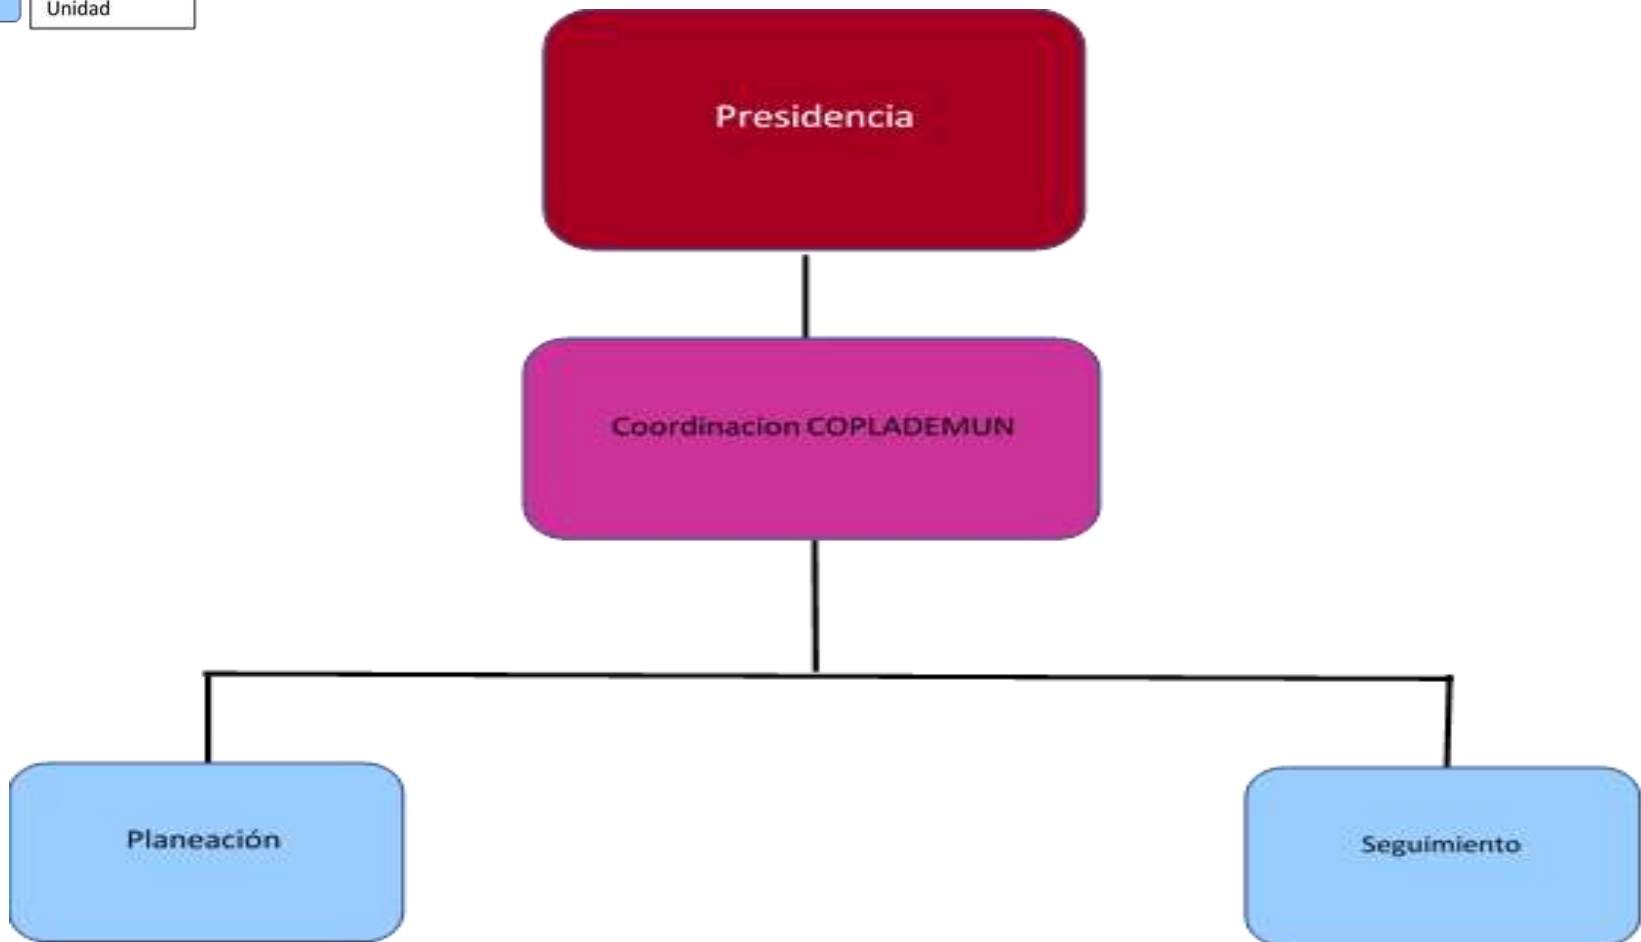 Unidad
Presidencia
Coordinacion COPLADEMUN
Planeación
Seguimiento